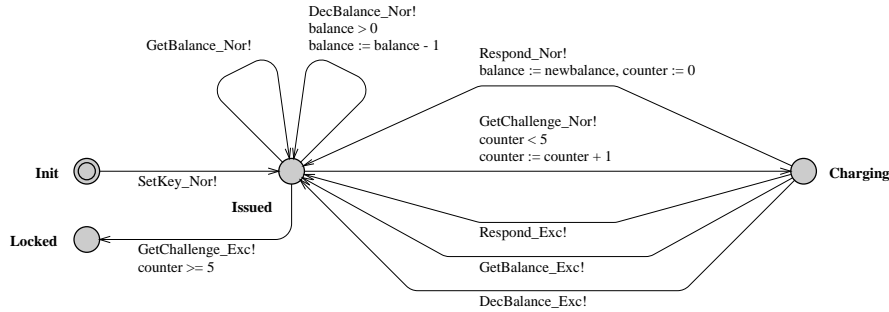 DecBalance_Nor!
balance > 0
balance := balance - 1
GetBalance_Nor!
Respond_Nor!
balance := newbalance, counter := 0
GetChallenge_Nor!
counter < 5
counter := counter + 1
Init
SetKey_Nor!
Charging
Issued
Locked
GetChallenge_Exc!
counter >= 5
Respond_Exc!
GetBalance_Exc!
DecBalance_Exc!